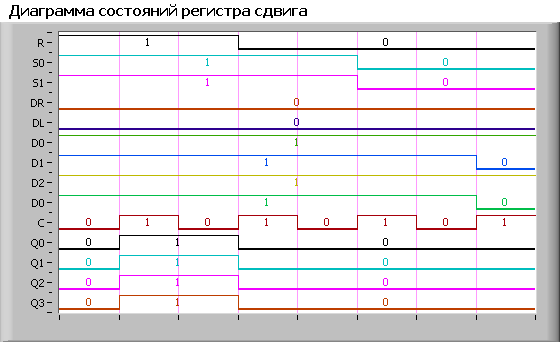 Диаграмма состояний регистра сдвига
R 1 0
S0 1 0
S1 1 0
DR 0
DL 0
D0 1
D1 1 0
D2 1
D0 1 0
C 0 1 0 1 0 1 0 1
Q0 0 1 0
Q1 0 1 0
Q2 0 1 0
Q3 0 1 0